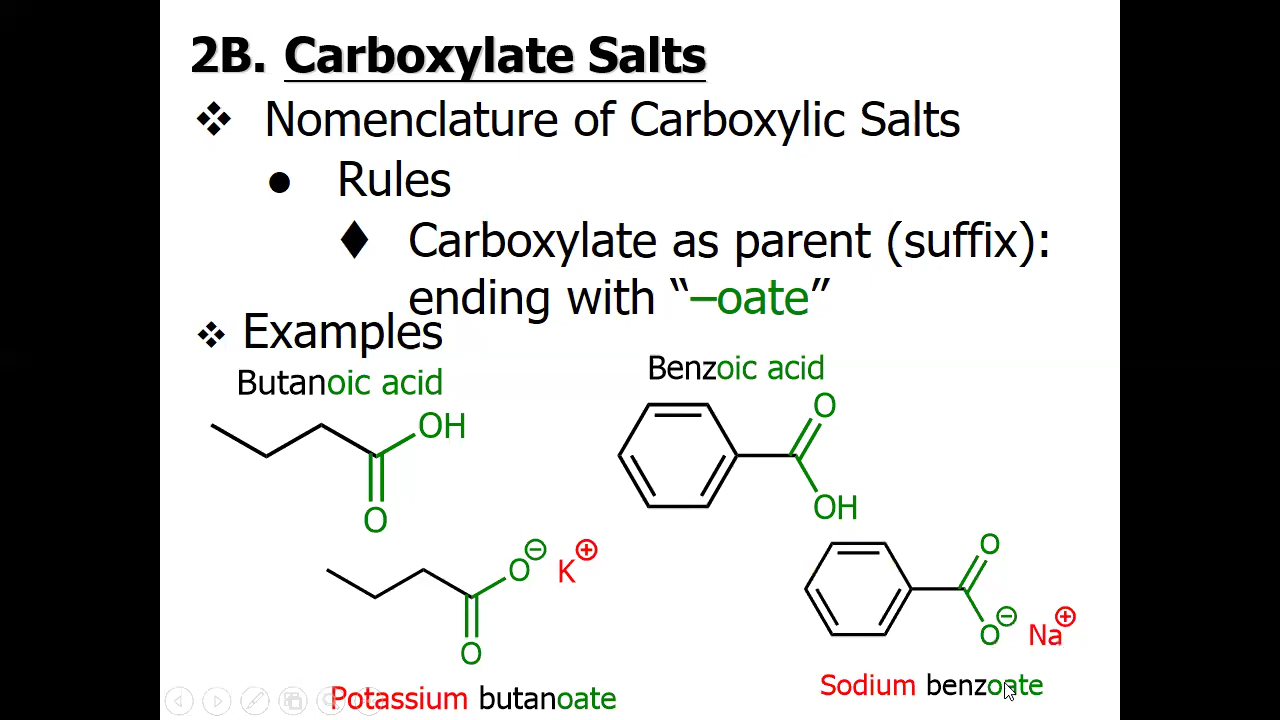 2B. Carboxylate Salts
❖ Nomenclature of Carboxylic Salts
● Rules
♦ Carboxylate as parent (suffix):
ending with “–oate”
❖ Examples
Butanoic acid
Benzoic acid
OH
O
O
OH
O⊖ K⊕
O
O
O⊖ Na⊕
Potassium butanoate
Sodium benzoate